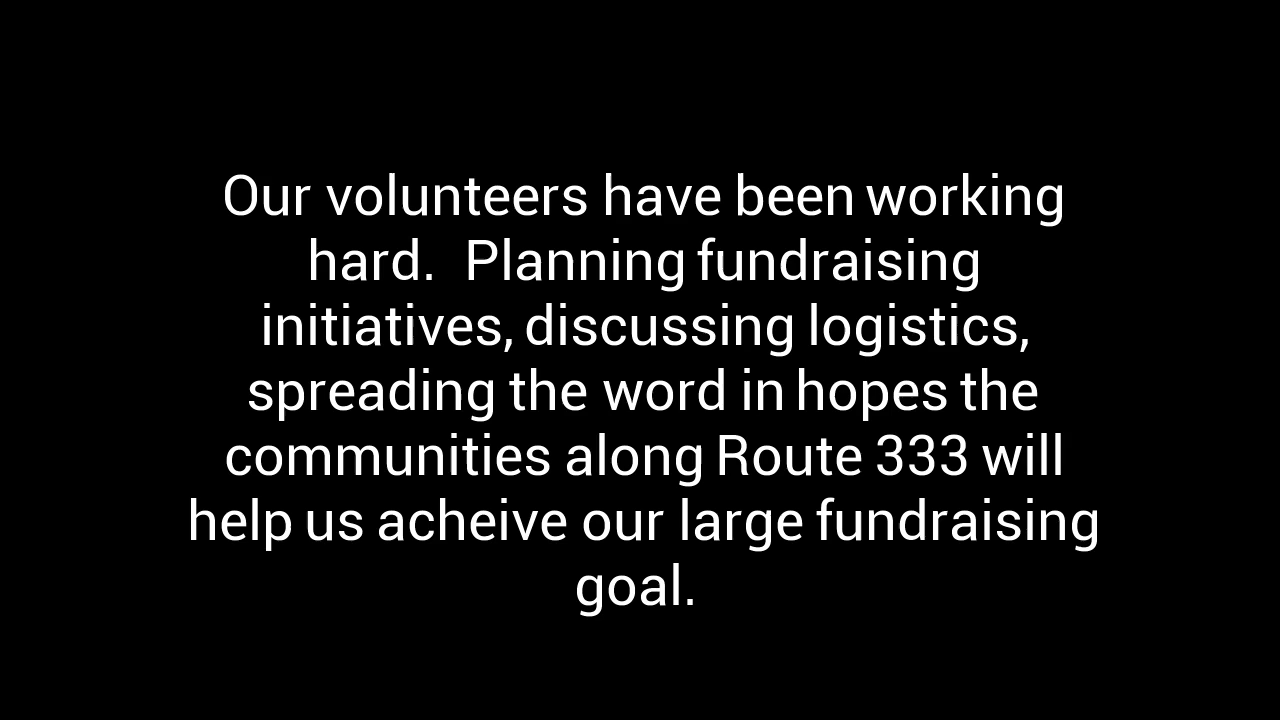 Our volunteers have been working
hard.  Planning fundraising
initiatives, discussing logistics,
spreading the word in hopes the
communities along Route 333 will
help us acheive our large fundraising
goal.